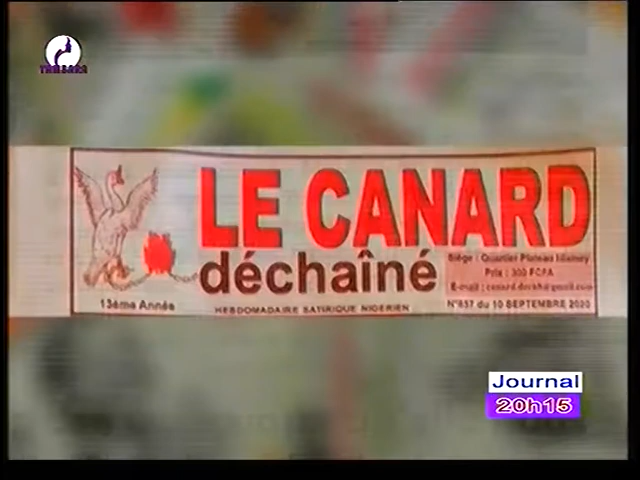 LE CANARD
déchaîné
Siège : Quartier Plateau Niamey
Prix : 300 FCFA
E-mail :
13ème Année
HEBDOMADAIRE SATIRIQUE NIGERIEN
N°857 du 10 SEPTEMBRE 2020
Journal
20h15